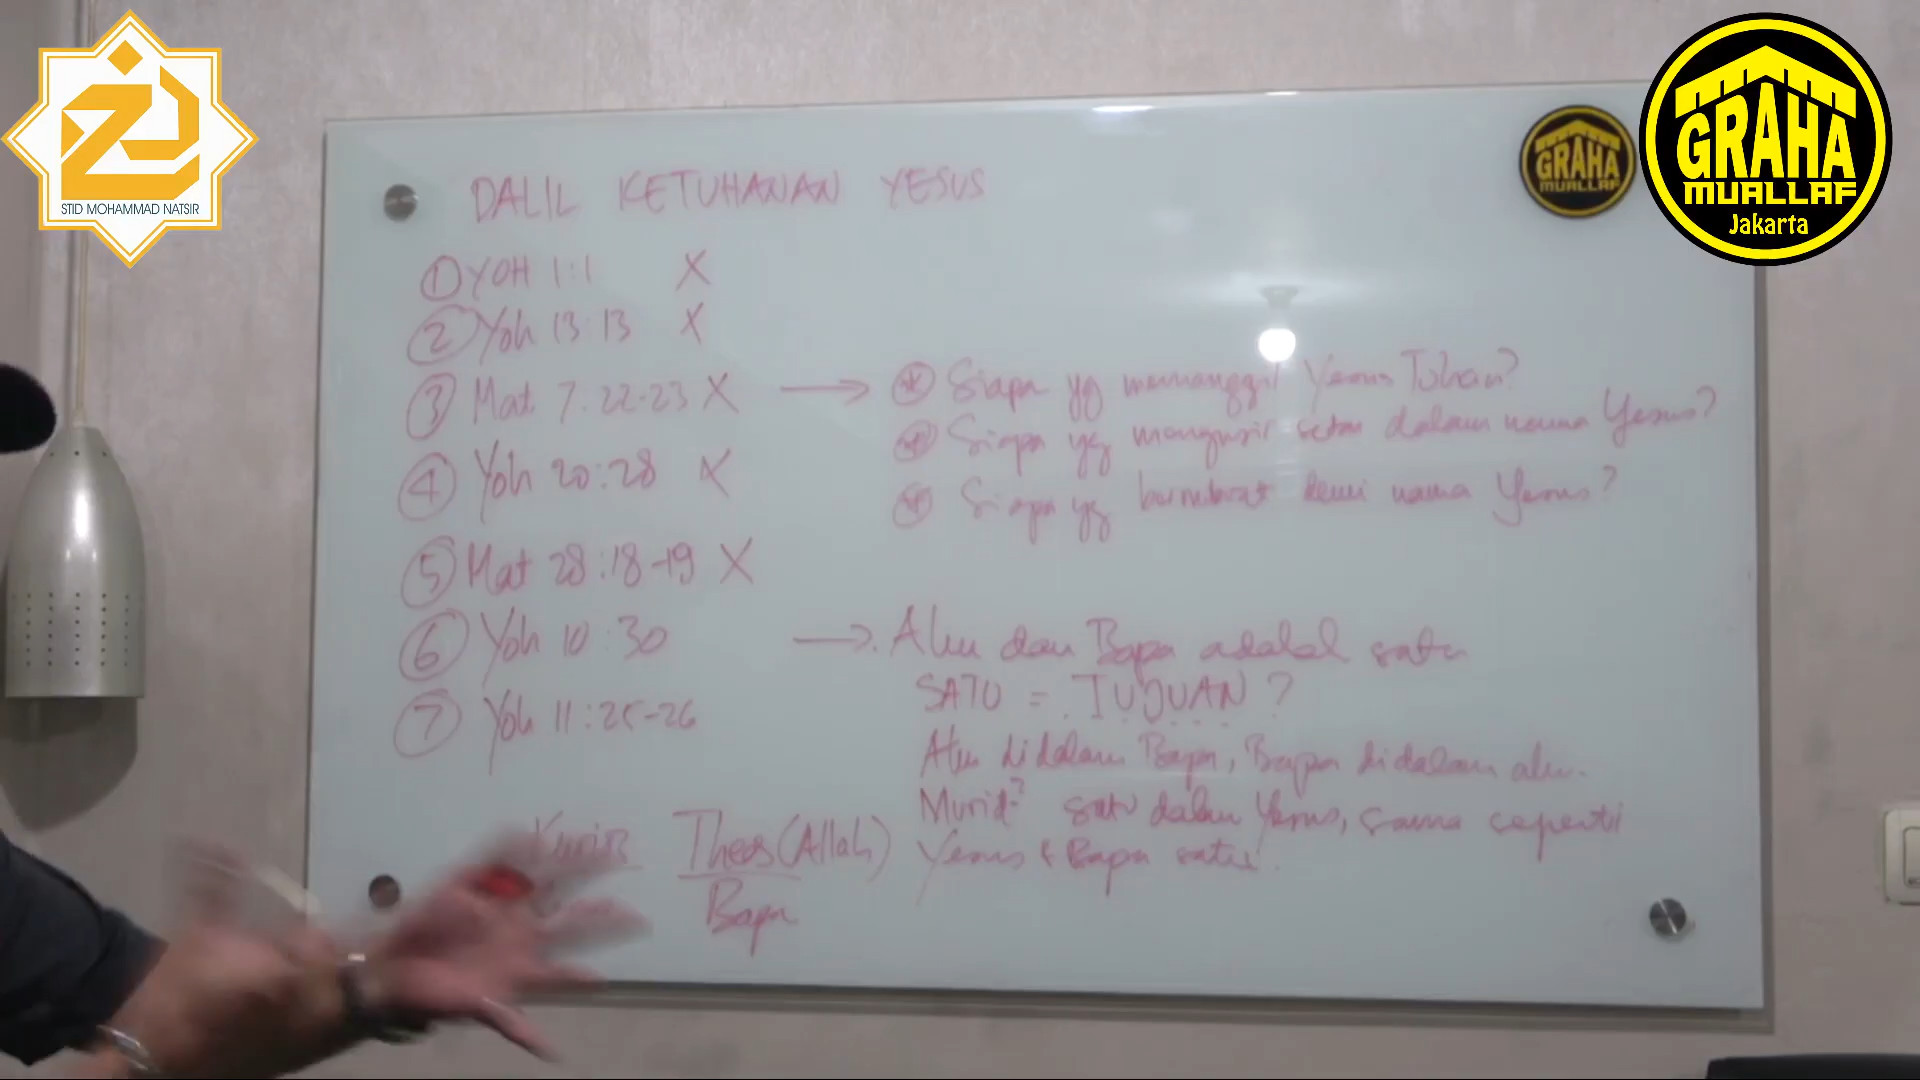 STID MOHAMMAD NATSIR
GRAHA
MUALLAF
GRAHA
MUALLAF
Jakarta
DALIL KETUHANAN YESUS
1 YOH 1:1 X
2 Yoh 13:13 X
3 Mat 7:22-23 X → * Siapa yg memanggil Yesus Tuhan?
* Siapa yg mengusir setan dalam nama Yesus?
4 Yoh 20:28 X
* Siapa yg bernubuat demi nama Yesus?
5 Mat 28:18-19 X
6 Yoh 10:30 → Aku dan Bapa adalah satu
SATU = TUJUAN?
7 Yoh 11:25-26
Aku didalam Bapa, Bapa didalam aku.
Murid? satu dalam Yesus, sama seperti
Yesus & Bapa satu.
Theos (Allah)
Bapa